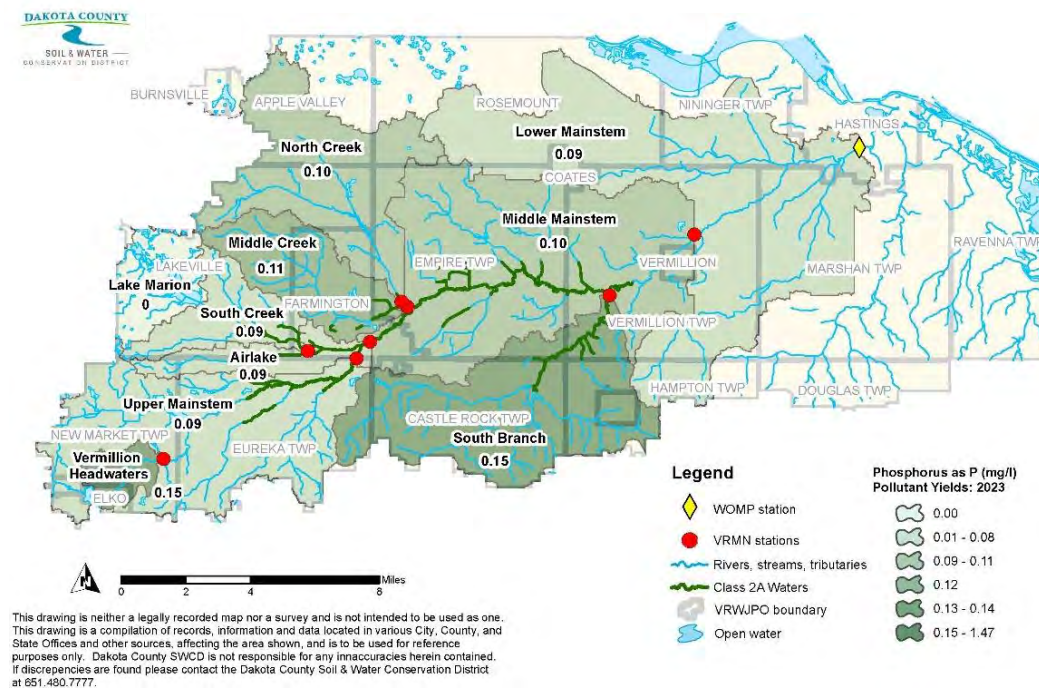 DAKOTA COUNTY
SOIL & WATER
CONSERVATION DISTRICT
BURNSVILLE
APPLE VALLEY
ROSEMOUNT
NININGER TWP
HASTINGS
Lower Mainstem
0.09
North Creek
0.10
COATES
Middle Mainstem
0.10
Middle Creek
0.11
EMPIRE TWP
VERMILLION
RAVENNA TWP
LAKEVILLE
MARSHAN TWP
Lake Marion
0
FARMINGTON
South Creek
0.09
VERMILLION TWP
Airlake
0.09
HAMPTON TWP
DOUGLAS TWP
Upper Mainstem
0.09
CASTLE ROCK TWP
NEW MARKET TWP
EUREKA TWP
South Branch
0.15
Vermillion
Headwaters
0.15
ELKO
Legend
WOMP station
VRMN stations
Rivers, streams, tributaries
Class 2A Waters
VRWJPO boundary
Open water
Phosphorus as P (mg/l)
Pollutant Yields: 2023
0.00
0.01 - 0.08
0.09 - 0.11
0.12
0.13 - 0.14
0.15 - 1.47
N
Miles
0 2 4 8
This drawing is neither a legally recorded map nor a survey and is not intended to be used as one.
This drawing is a compilation of records, information and data located in various City, County, and
State Offices and other sources, affecting the area shown, and is to be used for reference
purposes only. Dakota County SWCD is not responsible for any innaccuracies herein contained.
If discrepencies are found please contact the Dakota County Soil & Water Conservation District
at 651.480.7777.